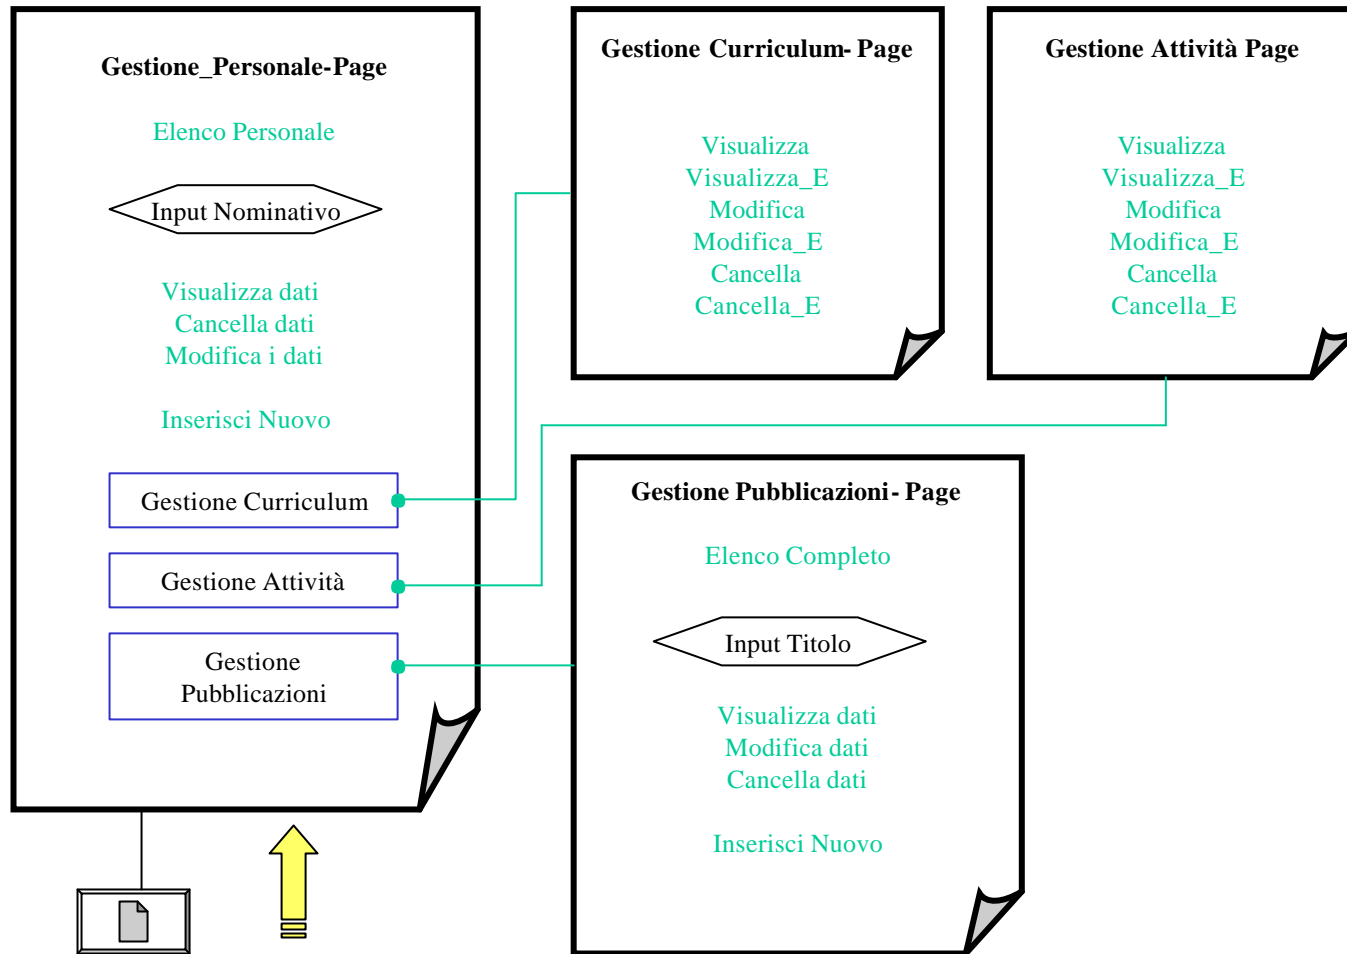 Gestione_Personale-Page
Elenco Personale
Input Nominativo
Visualizza dati
Cancella dati
Modifica i dati
Inserisci Nuovo
Gestione Curriculum
Gestione Attività
Gestione
Pubblicazioni
Gestione Curriculum- Page
Visualizza
Visualizza_E
Modifica
Modifica_E
Cancella
Cancella_E
Gestione Attività Page
Visualizza
Visualizza_E
Modifica
Modifica_E
Cancella
Cancella_E
Gestione Pubblicazioni- Page
Elenco Completo
Input Titolo
Visualizza dati
Modifica dati
Cancella dati
Inserisci Nuovo